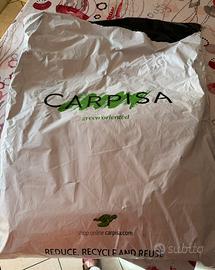 CARPISA
green oriented
shop online carpisa.com
REDUCE, RECYCLE AND REUSE
subito